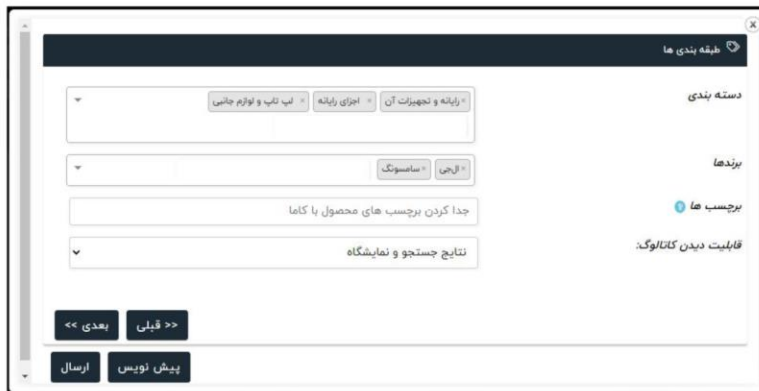 x
طبقه بندی ها
دسته بندی
×رایانه و تجهیزات آن × اجزای رایانه × لپ تاپ و لوازم جانبی
برندها
×ال‌جی ×سامسونگ
برچسب ها ?
جدا کردن برچسب های محصول با کاما
قابلیت دیدن کاتالوگ:
نتایج جستجو و نمایشگاه
<< قبلی
بعدی >>
پیش نویس
ارسال